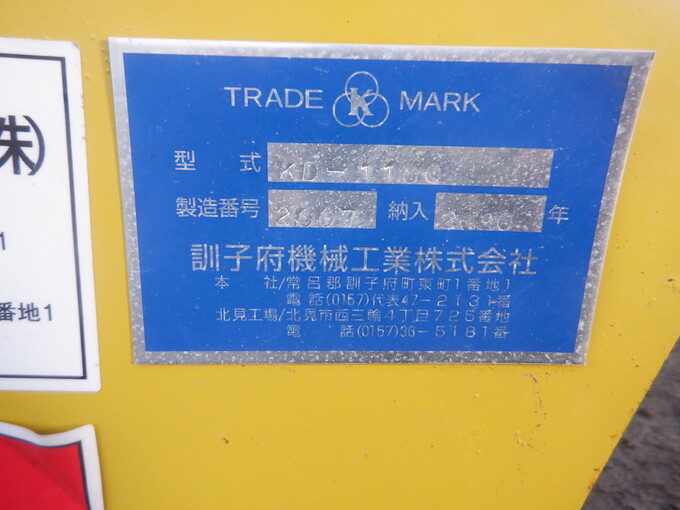 TRADE K MARK
型 式 KD-1100
製造番号 2007 納入 年
訓子府機械工業株式会社
本 社/常呂郡訓子府町東町1番地1
電話(0157)代表47-2131番
北見工場/北見市西三輪4丁目725番地
電話(0157)36-5181番
株)
1
番地1